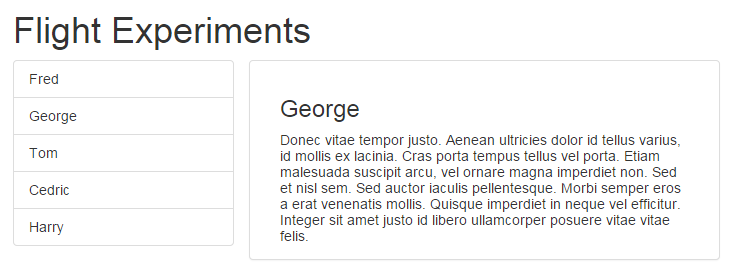 Flight Experiments
Fred
George
Tom
Cedric
Harry
George
Donec vitae tempor justo. Aenean ultricies dolor id tellus varius,
id mollis ex lacinia. Cras porta tempus tellus vel porta. Etiam
malesuada suscipit arcu, vel ornare magna imperdiet non. Sed
et nisl sem. Sed auctor iaculis pellentesque. Morbi semper eros
a erat venenatis mollis. Quisque imperdiet in neque vel efficitur.
Integer sit amet justo id libero ullamcorper posuere vitae vitae
felis.